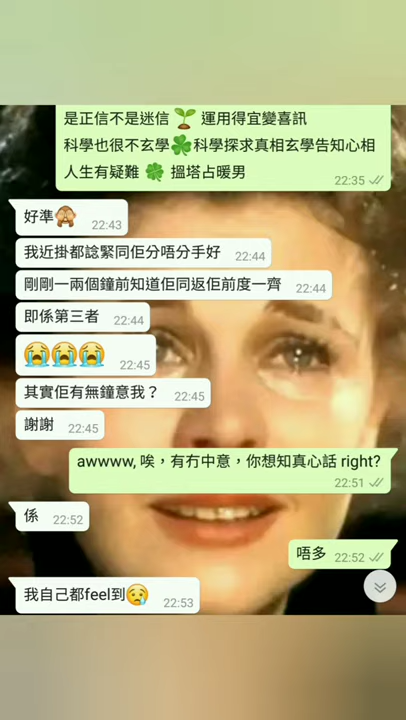 是正信不是迷信🌱 運用得宜變喜訊
科學也很不玄學🍀科學探求真相玄學告知心相
人生有疑難 🍀 搵塔占暖男
22:35
好準🙈 22:43
我近掛都諗緊同佢分唔分手好 22:44
剛剛一兩個鐘前知道佢同返佢前度一齊 22:44
即係第三者 22:44
😭😭😭 22:45
其實佢有無鐘意我？ 22:45
謝謝 22:45
awwww, 唉，有冇中意，你想知真心話 right?
22:51
係 22:52
唔多 22:52
我自己都feel到😢 22:53